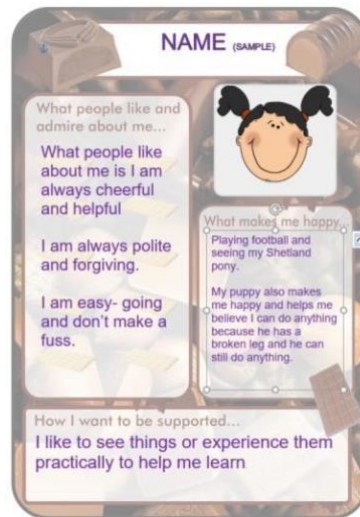 NAME (SAMPLE)
What people like and
admire about me...
What people like
about me is I am
always cheerful
and helpful
I am always polite
and forgiving.
I am easy- going
and don't make a
fuss.
What makes me happy...
Playing football and
seeing my Shetland
pony.
My puppy also makes
me happy and helps me
believe I can do anything
because he has a
broken leg and he can
still do anything.
How I want to be supported...
I like to see things or experience them
practically to help me learn